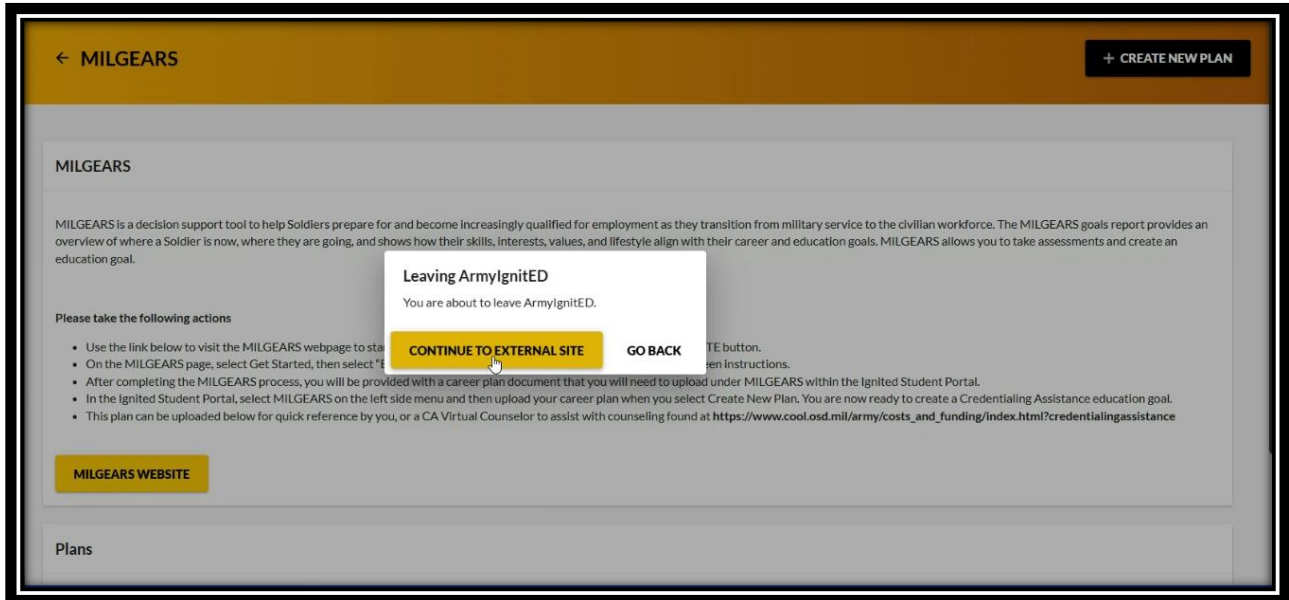 ← MILGEARS
+ CREATE NEW PLAN
MILGEARS
MILGEARS is a decision support tool to help Soldiers prepare for and become increasingly qualified for employment as they transition from military service to the civilian workforce. The MILGEARS goals report provides an
overview of where a Soldier is now, where they are going, and shows how their skills, interests, values, and lifestyle align with their career and education goals. MILGEARS allows you to take assessments and create an
education goal.
Leaving ArmyIgnitED
You are about to leave ArmyIgnitED.
CONTINUE TO EXTERNAL SITE
GO BACK
Please take the following actions
• Use the link below to visit the MILGEARS webpage to TE button.
• On the MILGEARS page, select Get Started, then select instructions.
• After completing the MILGEARS process, you will be provided with a career plan document that you will need to upload under MILGEARS within the Ignited Student Portal.
• In the Ignited Student Portal, select MILGEARS on the left side menu and then upload your career plan when you select Create New Plan. You are now ready to create a Credentialing Assistance education goal.
• This plan can be uploaded below for quick reference by you, or a CA Virtual Counselor to assist with counseling found at https://www.cool.osd.mil/army/costs_and_funding/index.html?credentialingassistance
MILGEARS WEBSITE
Plans